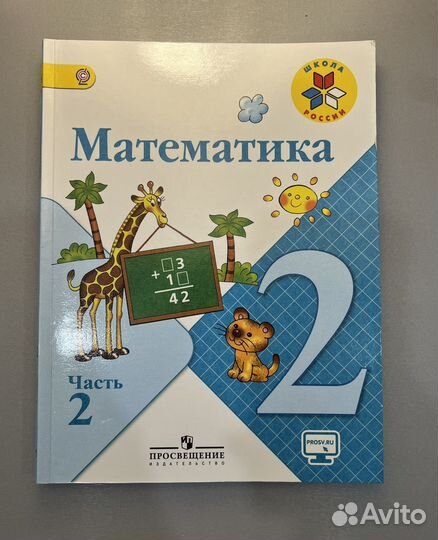 ШКОЛА
РОССИИ
Математика
□3
+ 1□
42
2
Часть
2
ПРОСВЕЩЕНИЕ
ИЗДАТЕЛЬСТВО
PROSV.RU
Avito